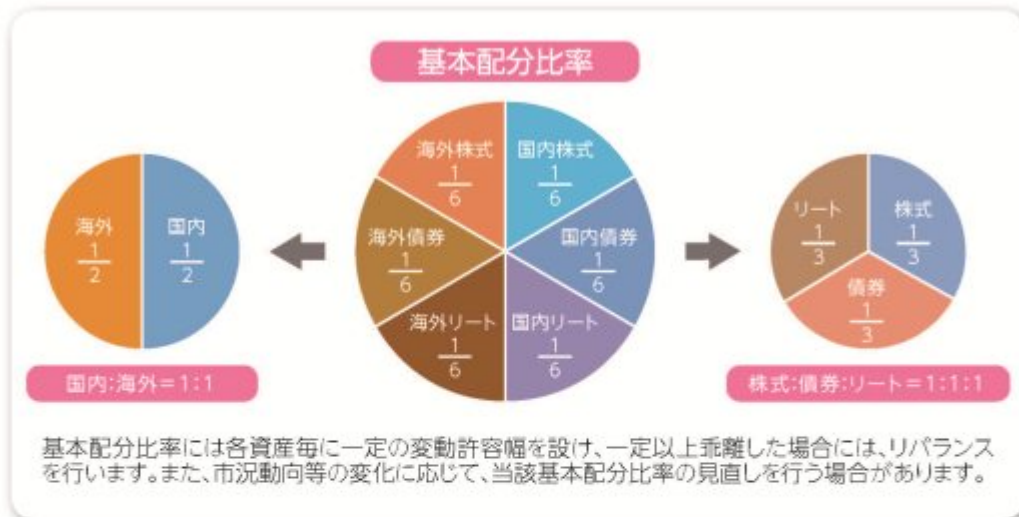 基本配分比率
海外株式
1
6
国内株式
1
6
海外債券
1
6
国内債券
1
6
海外リート
1
6
国内リート
1
6
海外
1
2
国内
1
2
国内:海外=1:1
リート
1
3
株式
1
3
債券
1
3
株式:債券:リート=1:1:1
基本配分比率には各資産毎に一定の変動許容幅を設け、一定以上乖離した場合には、リバランス
を行います。また、市況動向等の変化に応じて、当該基本配分比率の見直しを行う場合があります。